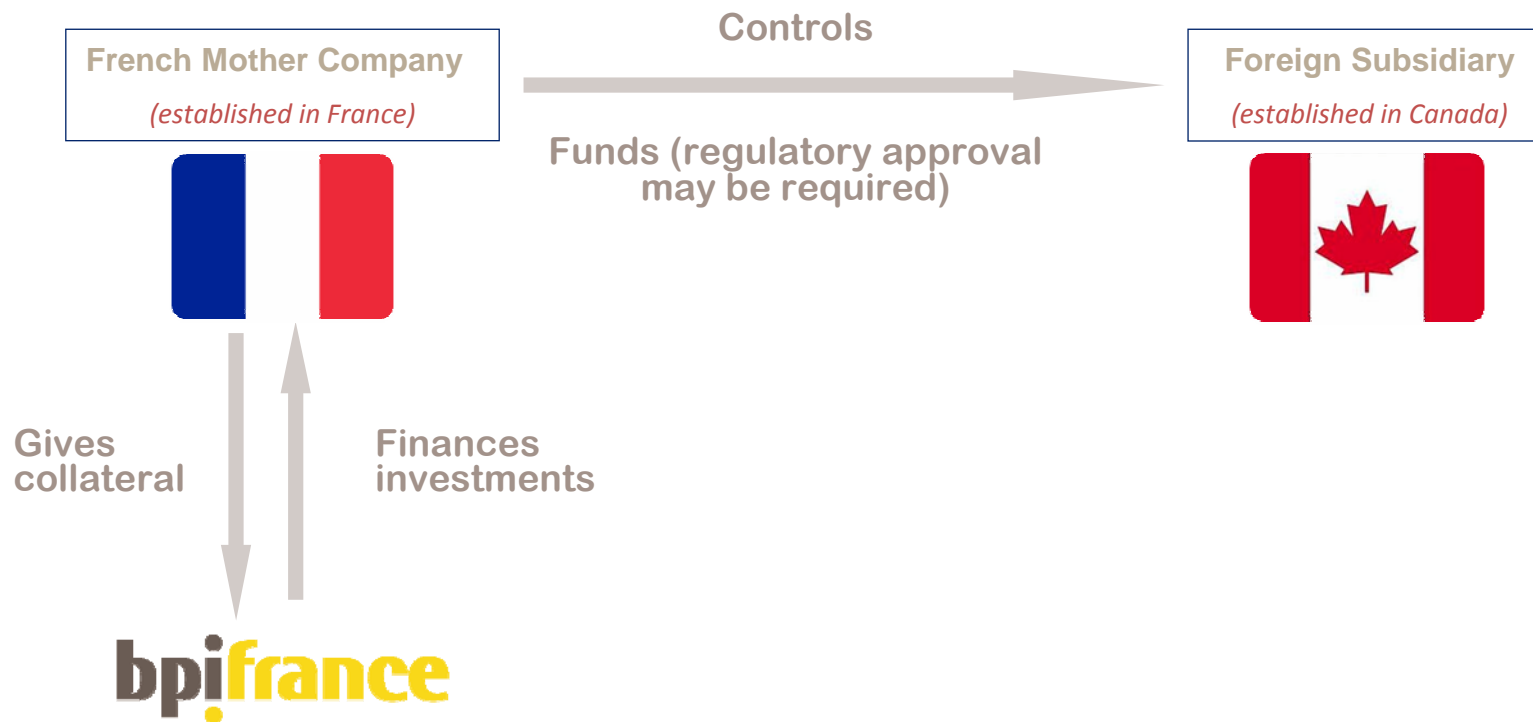 Controls
French Mother Company
(established in France)
Foreign Subsidiary
(established in Canada)
Funds (regulatory approval
may be required)
Gives
collateral
Finances
investments
bpifrance